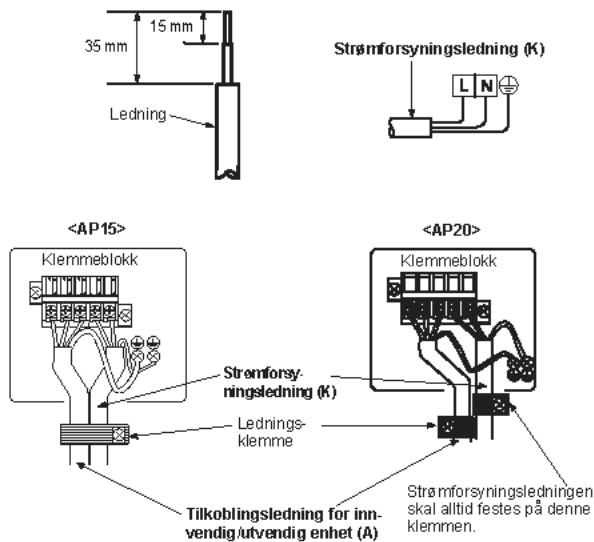 15 mm
35 mm
Ledning
Strømforsyningsledning (K)
L N
<AP15>
Klemmeblokk
<AP20>
Klemmeblokk
Strømforsy-
ningsledning (K)
Lednings-
klemme
Tilkoblingsledning for inn-
vendig/utvendig enhet (A)
Strømforsyningsledningen
skal alltid festes på denne
klemmen.